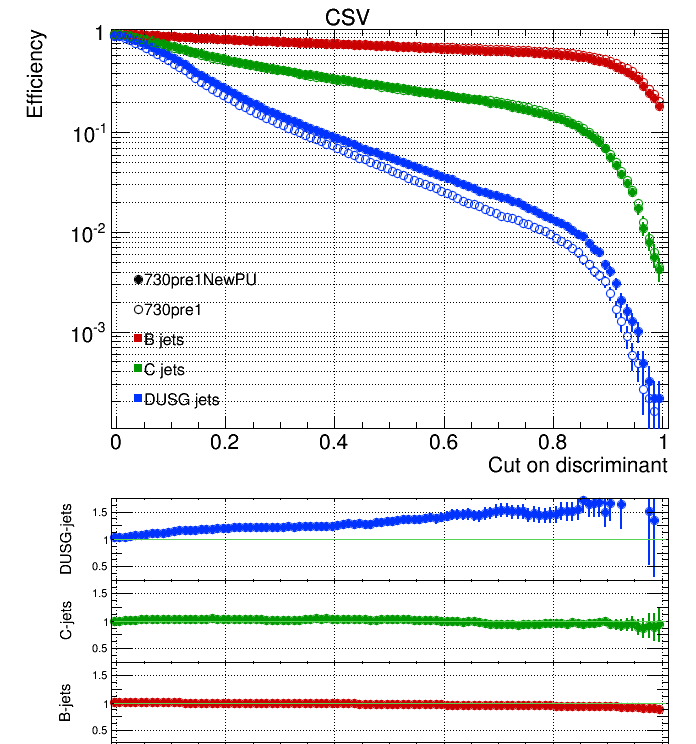 CSV
Efficiency
1
10-1
10-2
10-3
730pre1NewPU
730pre1
B jets
C jets
DUSG jets
0 0.2 0.4 0.6 0.8 1
Cut on discriminant
DUSG-jets
1.5
1
0.5
C-jets
1.5
1
0.5
B-jets
1.5
1
0.5